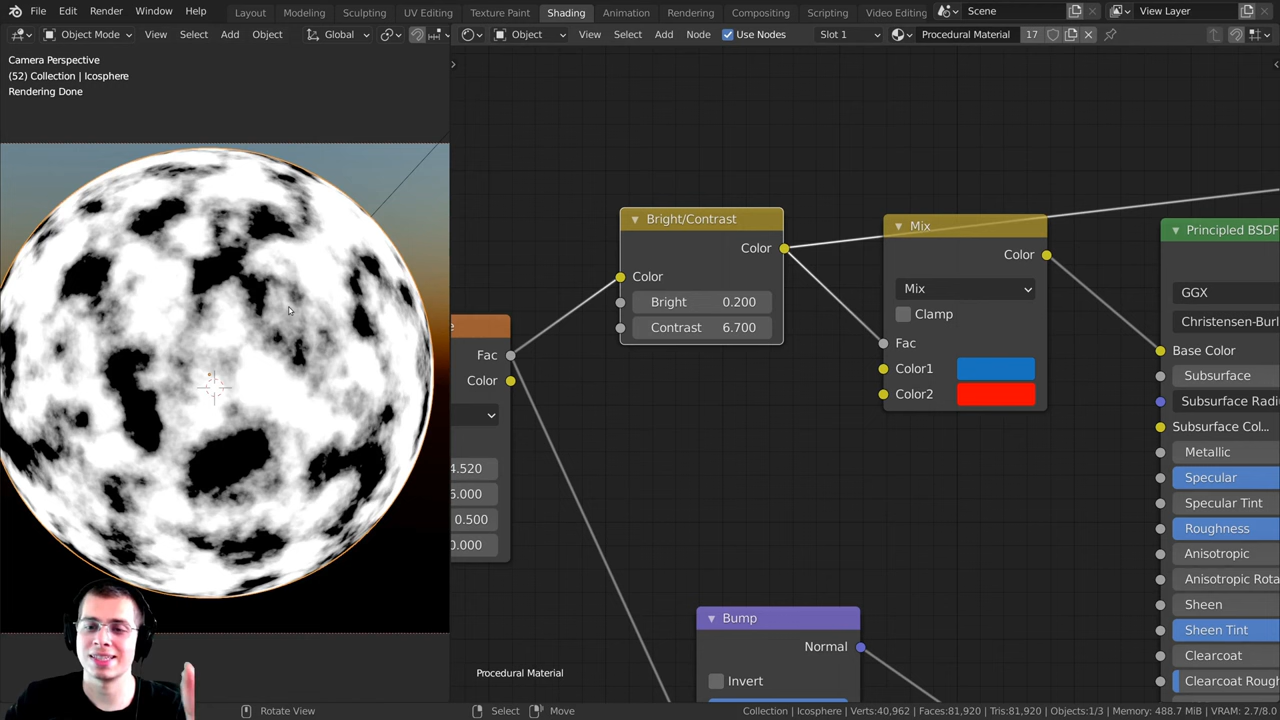 File Edit Render Window Help Layout Modeling Sculpting UV Editing Texture Paint Shading Animation Rendering Compositing Scripting Video Editing Scene View Layer
Object Mode View Select Add Object Global Object View Select Add Node Use Nodes Slot 1 Procedural Material 17
Camera Perspective
(52) Collection | Icosphere
Rendering Done
Bright/Contrast
Color
Color
Bright 0.200
Contrast 6.700
Mix
Color
Mix
Clamp
Fac
Color1
Color2
Principled BSDF
GGX
Christensen-Burl
Base Color
Subsurface
Subsurface Radi
Subsurface Col...
Metallic
Specular
Specular Tint
Roughness
Anisotropic
Anisotropic Rota
Sheen
Sheen Tint
Clearcoat
Clearcoat Rough
e
Fac
Color
4.520
6.000
0.500
0.000
Bump
Normal
Invert
Procedural Material
Rotate View Select Move Collection | Icosphere | Verts:40,962 | Faces:81,920 | Tris:81,920 | Objects:1/3 | Memory: 488.7 MiB | VRAM: 2.7/8.0